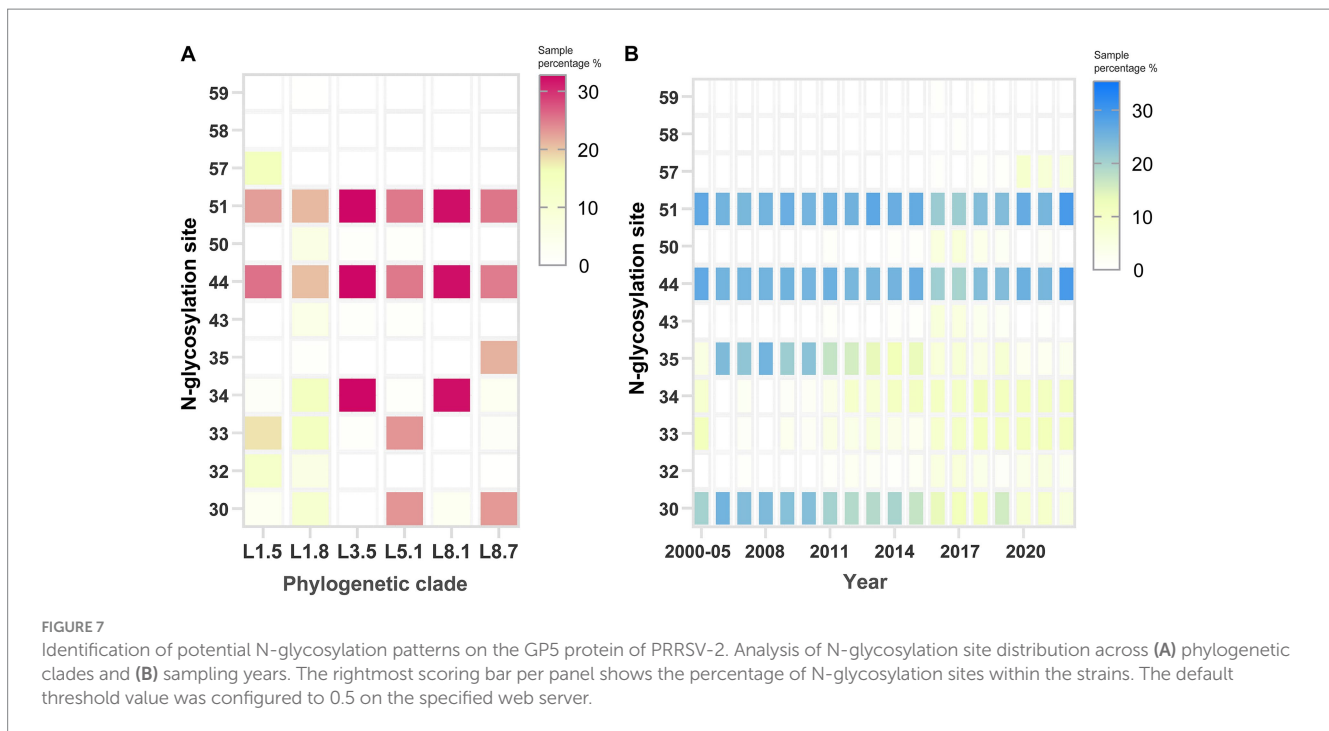 A
Sample
percentage %
30
20
10
0
59
58
57
51
50
44
43
35
34
33
32
30
N-glycosylation site
L1.5 L1.8 L3.5 L5.1 L8.1 L8.7
Phylogenetic clade
B
Sample
percentage %
30
20
10
0
59
58
57
51
50
44
43
35
34
33
32
30
N-glycosylation site
2000-05 2008 2011 2014 2017 2020
Year
FIGURE 7
Identification of potential N-glycosylation patterns on the GP5 protein of PRRSV-2. Analysis of N-glycosylation site distribution across (A) phylogenetic
clades and (B) sampling years. The rightmost scoring bar per panel shows the percentage of N-glycosylation sites within the strains. The default
threshold value was configured to 0.5 on the specified web server.